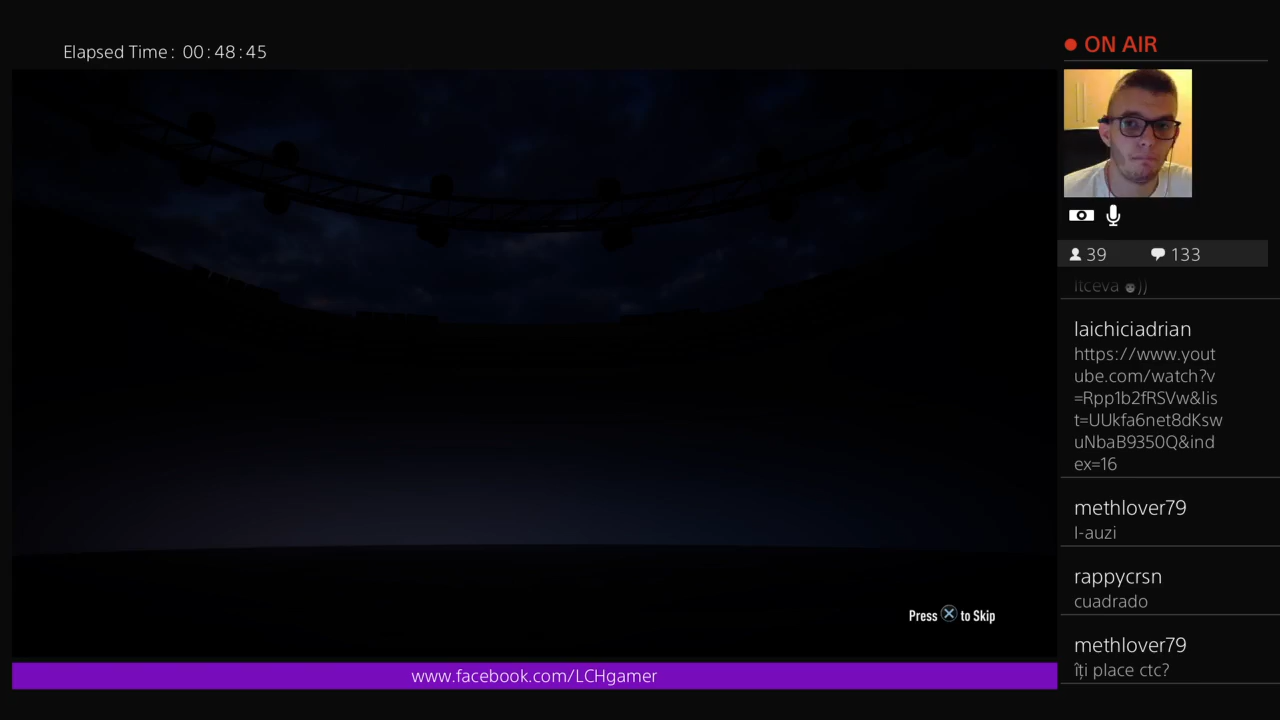 Elapsed Time: 00:48:45
ON AIR
39 133
ltceva ))
laichiciadrian
https://www.yout
ube.com/watch?v
=Rpp1b2fRSVw&lis
t=UUkfa6net8dKsw
uNbaB9350Q&ind
ex=16
methlover79
l-auzi
rappycrsn
cuadrado
methlover79
îți place ctc?
Press to Skip
www.facebook.com/LCHgamer